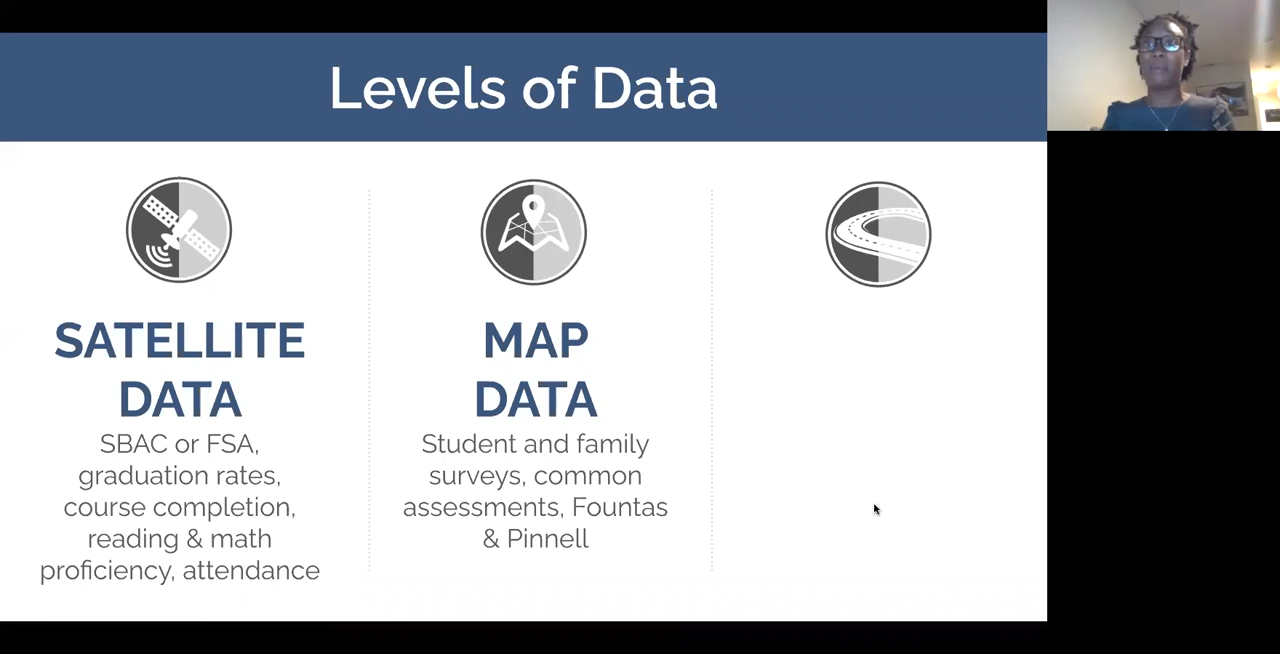 Levels of Data
SATELLITE
DATA
SBAC or FSA,
graduation rates,
course completion,
reading & math
proficiency, attendance
MAP
DATA
Student and family
surveys, common
assessments, Fountas
& Pinnell